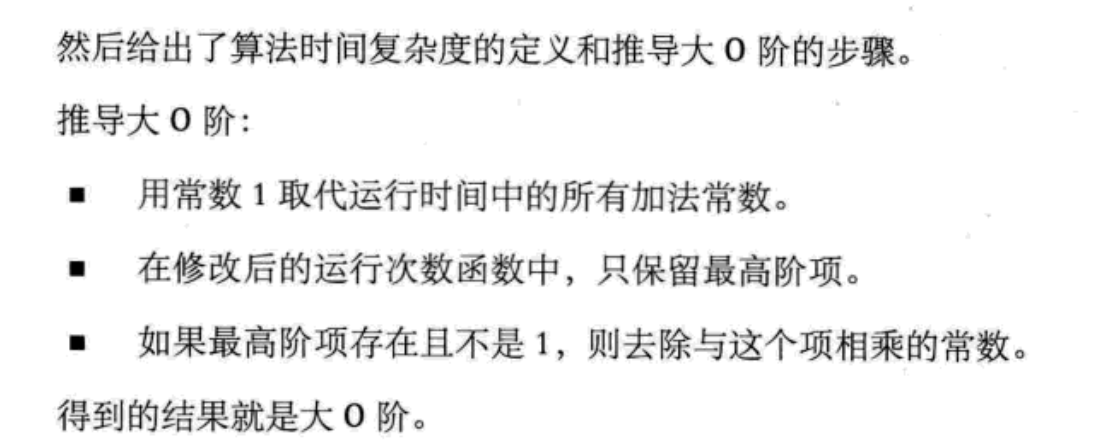 然后给出了算法时间复杂度的定义和推导大 O 阶的步骤。
推导大 O 阶：
■ 用常数 1 取代运行时间中的所有加法常数。
■ 在修改后的运行次数函数中，只保留最高阶项。
■ 如果最高阶项存在且不是 1，则去除与这个项相乘的常数。
得到的结果就是大 O 阶。